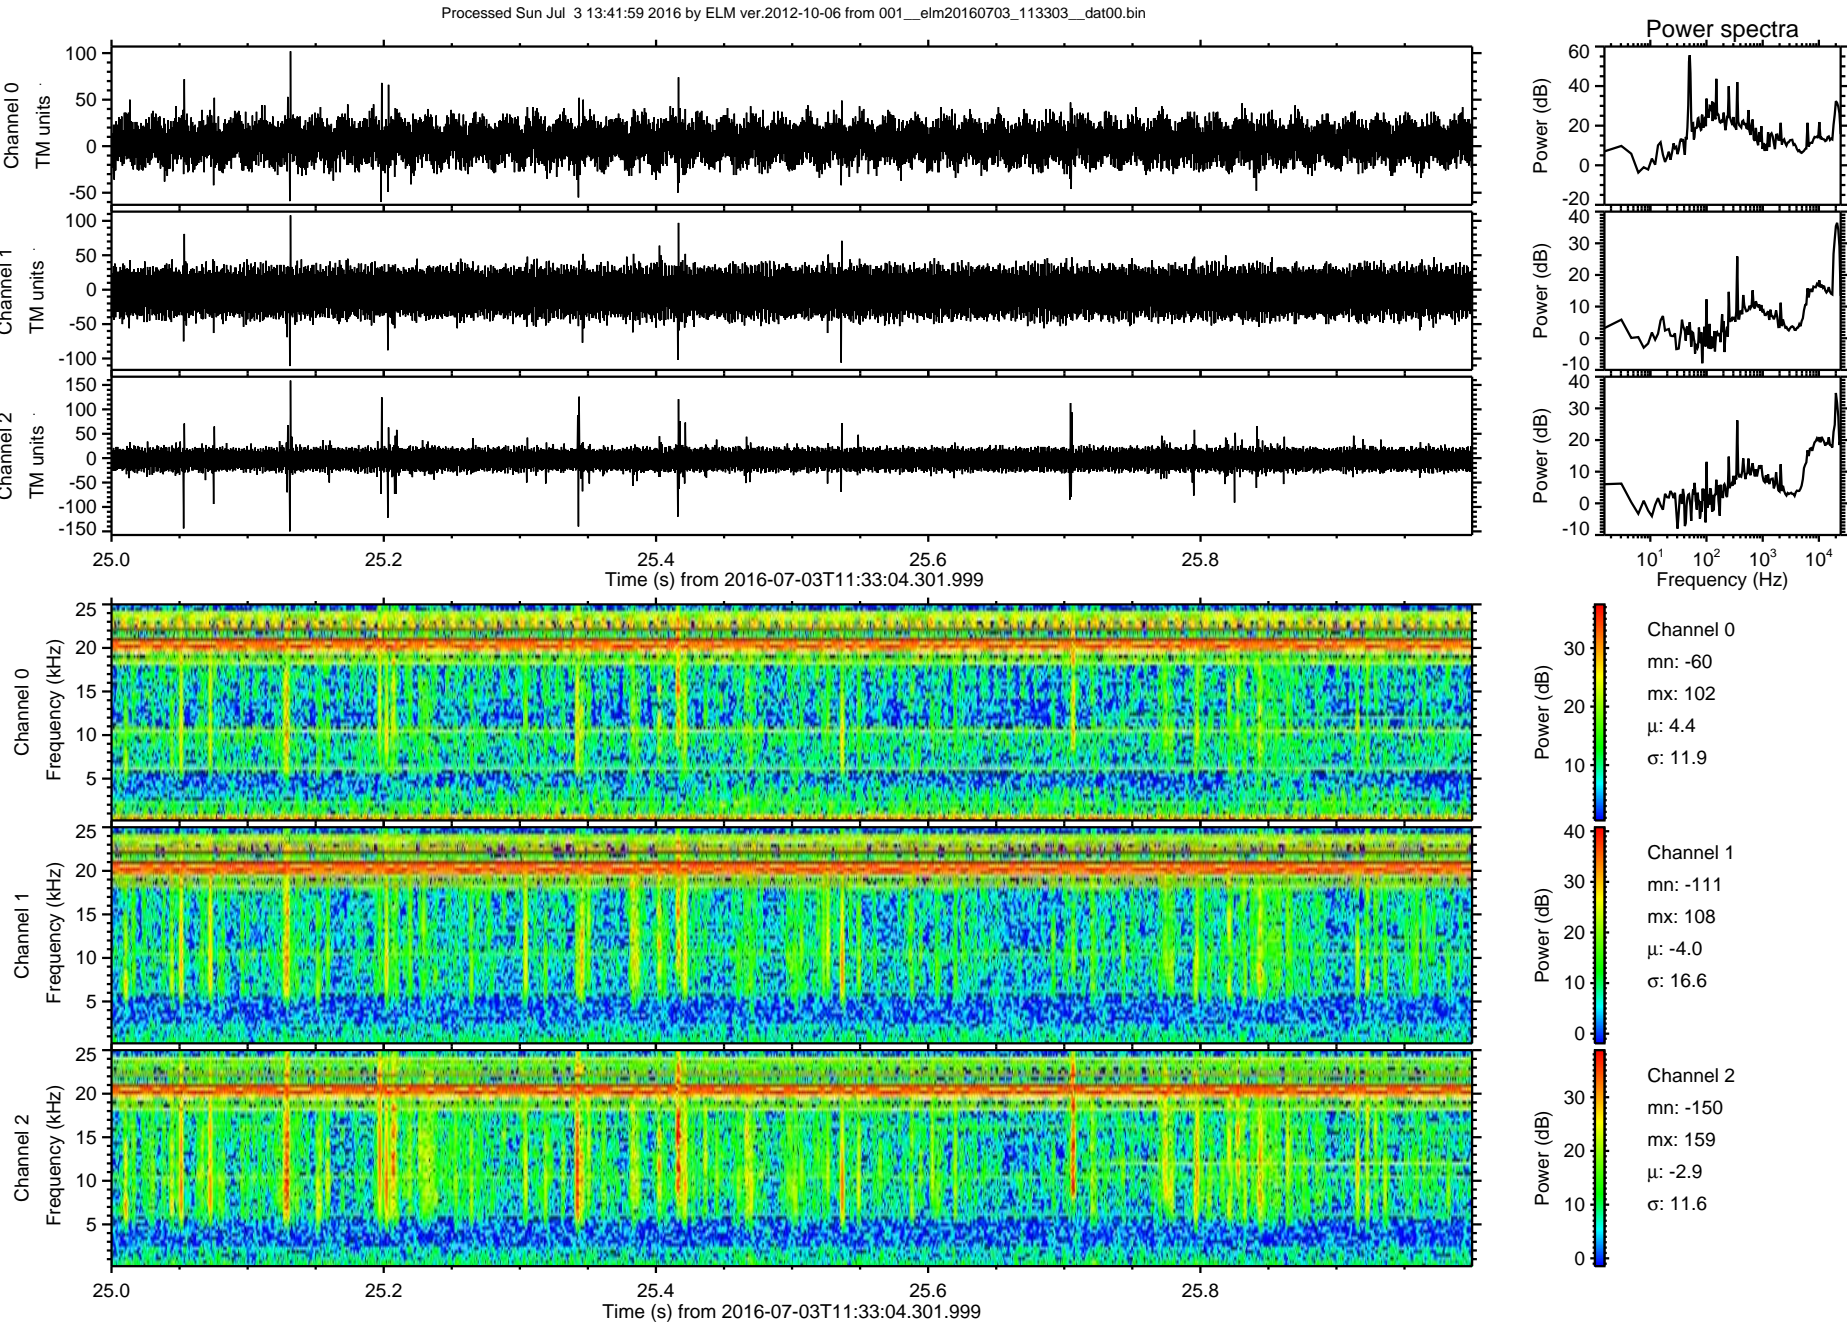 Processed Sun Jul 3 13:41:59 2016 by ELM ver.2012-10-06 from 001__elm20160703_113303__dat00.bin
Power spectra
Channel 0
TM units
100
50
0
-50
Power (dB)
60
40
20
0
-20
Channel 1
TM units
100
50
0
-50
-100
Power (dB)
40
30
20
10
0
-10
Channel 2
TM units
150
100
50
0
-50
-100
-150
Power (dB)
40
30
20
10
0
-10
25.0 25.2 25.4 25.6 25.8
Time (s) from 2016-07-03T11:33:04.301.999
10¹ 10² 10³ 10⁴
Frequency (Hz)
Channel 0
Frequency (kHz)
25
20
15
10
5
Power (dB)
30
20
10
Channel 0
mn: -60
mx: 102
μ: 4.4
σ: 11.9
Channel 1
Frequency (kHz)
25
20
15
10
5
Power (dB)
40
30
20
10
0
Channel 1
mn: -111
mx: 108
μ: -4.0
σ: 16.6
Channel 2
Frequency (kHz)
25
20
15
10
5
Power (dB)
30
20
10
0
Channel 2
mn: -150
mx: 159
μ: -2.9
σ: 11.6
25.0 25.2 25.4 25.6 25.8
Time (s) from 2016-07-03T11:33:04.301.999